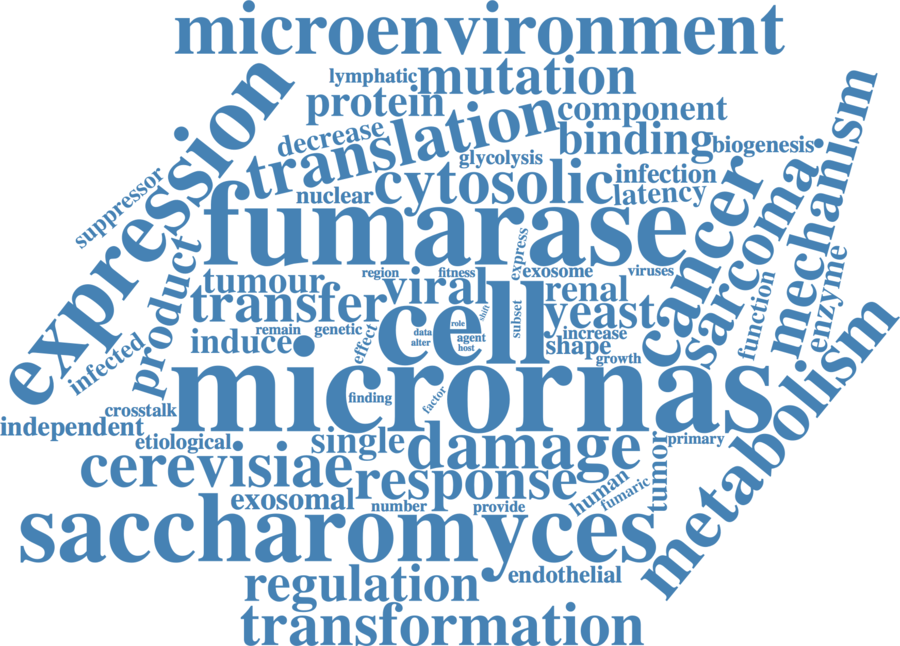 microenvironment
lymphatic
mutation
expression
protein
component
decrease
translation
binding
biogenesis
mechanism
glycolysis
suppressor
nuclear
cytosolic
infection
latency
cancer
sarcoma
fumarase
express
product
tumour
region
fitness
exosome
viruses
viral
renal
transfer
cell
shift
subset
yeast
function
enzyme
induce
remain
genetic
effect
data
role
alter
agent
host
increase
shape
growth
infected
micrornas
metabolism
finding
factor
crosstalk
independent
etiological
single
damage
tumor
primary
cerevisiae
response
human
fumaric
exosomal
number
provide
saccharomyces
regulation
endothelial
transformation